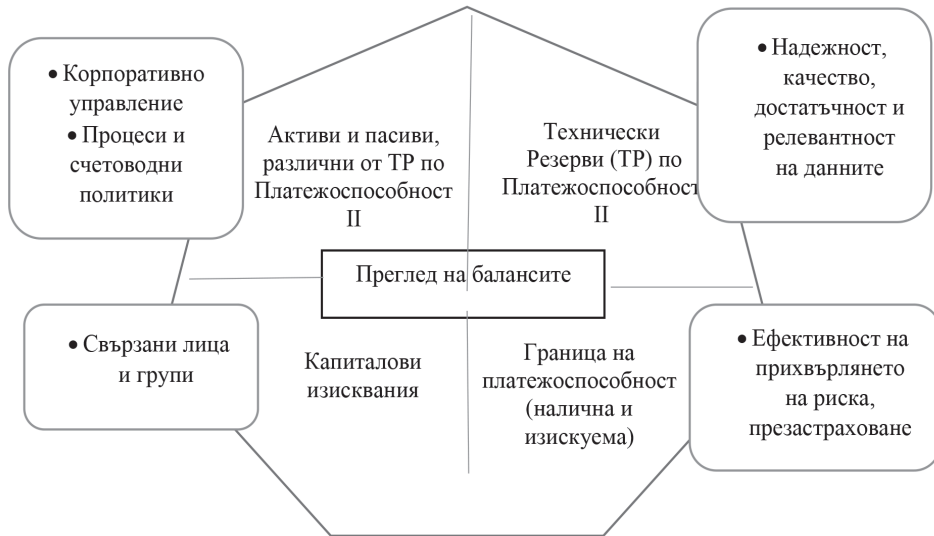 • Корпоративно
управление
• Процеси и
счетоводни
политики
Активи и пасиви,
различни от ТР по
Платежоспособност
II
Технически
Резерви (ТР) по
Платежоспособност
II
• Надежност,
качество,
достатъчност и
релевантност
на данните
Преглед на балансите
• Свързани лица
и групи
Капиталови
изисквания
Граница на
платежоспособност
(налична и
изискуема)
• Ефективност на
прихвърлянето
на риска,
презастраховане